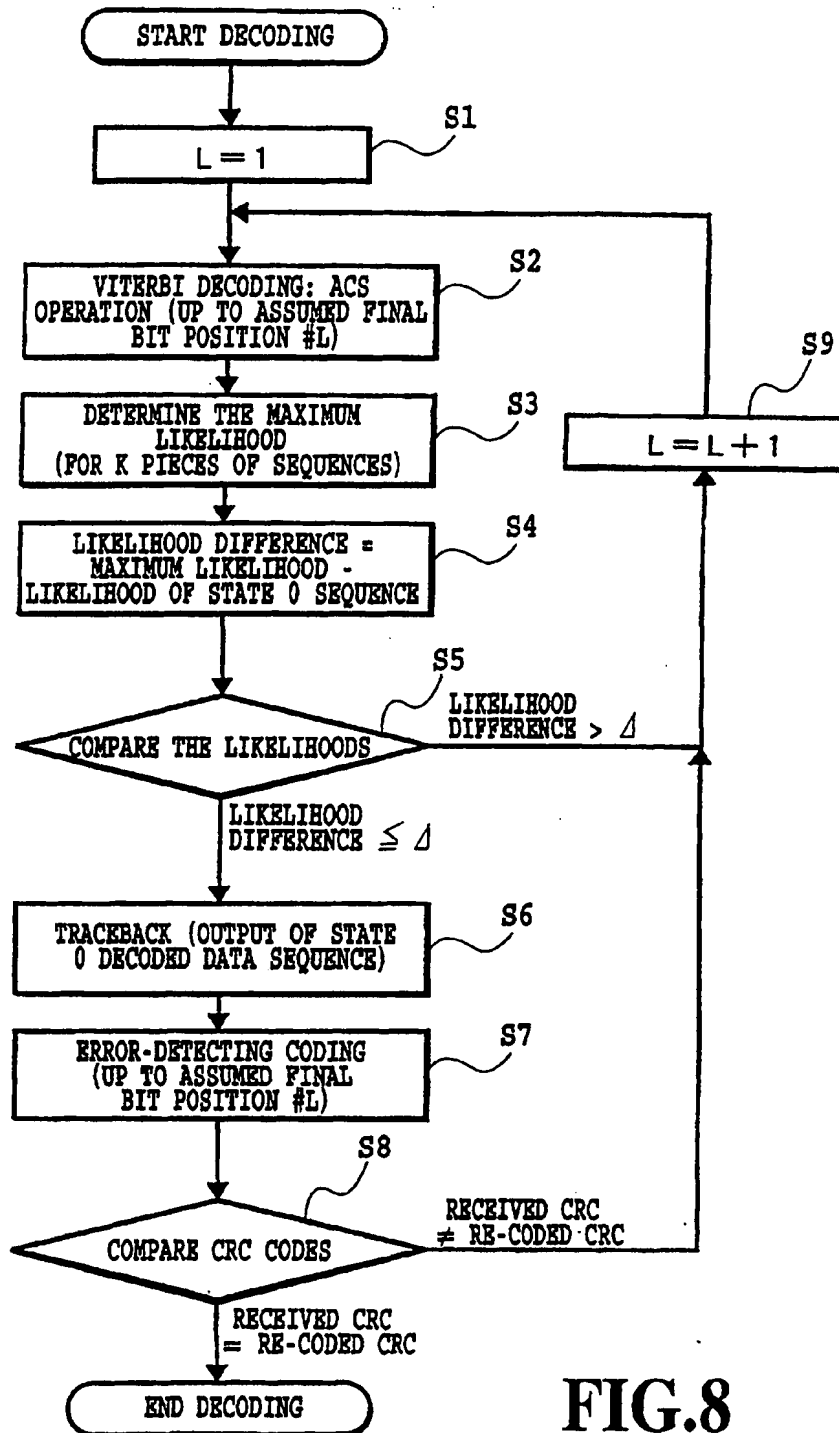 START DECODING
S1
L=1
S2
VITERBI DECODING: ACS
OPERATION (UP TO ASSUMED FINAL
BIT POSITION #L)
S9
L=L+1
S3
DETERMINE THE MAXIMUM
LIKELIHOOD
(FOR K PIECES OF SEQUENCES)
S4
LIKELIHOOD DIFFERENCE =
MAXIMUM LIKELIHOOD -
LIKELIHOOD OF STATE 0 SEQUENCE
S5
COMPARE THE LIKELIHOODS
LIKELIHOOD
DIFFERENCE > Δ
LIKELIHOOD
DIFFERENCE ≦ Δ
S6
TRACEBACK (OUTPUT OF STATE
0 DECODED DATA SEQUENCE)
S7
ERROR-DETECTING CODING
(UP TO ASSUMED FINAL
BIT POSITION #L)
S8
COMPARE CRC CODES
RECEIVED CRC
≠ RE-CODED CRC
RECEIVED CRC
= RE-CODED CRC
END DECODING
FIG.8